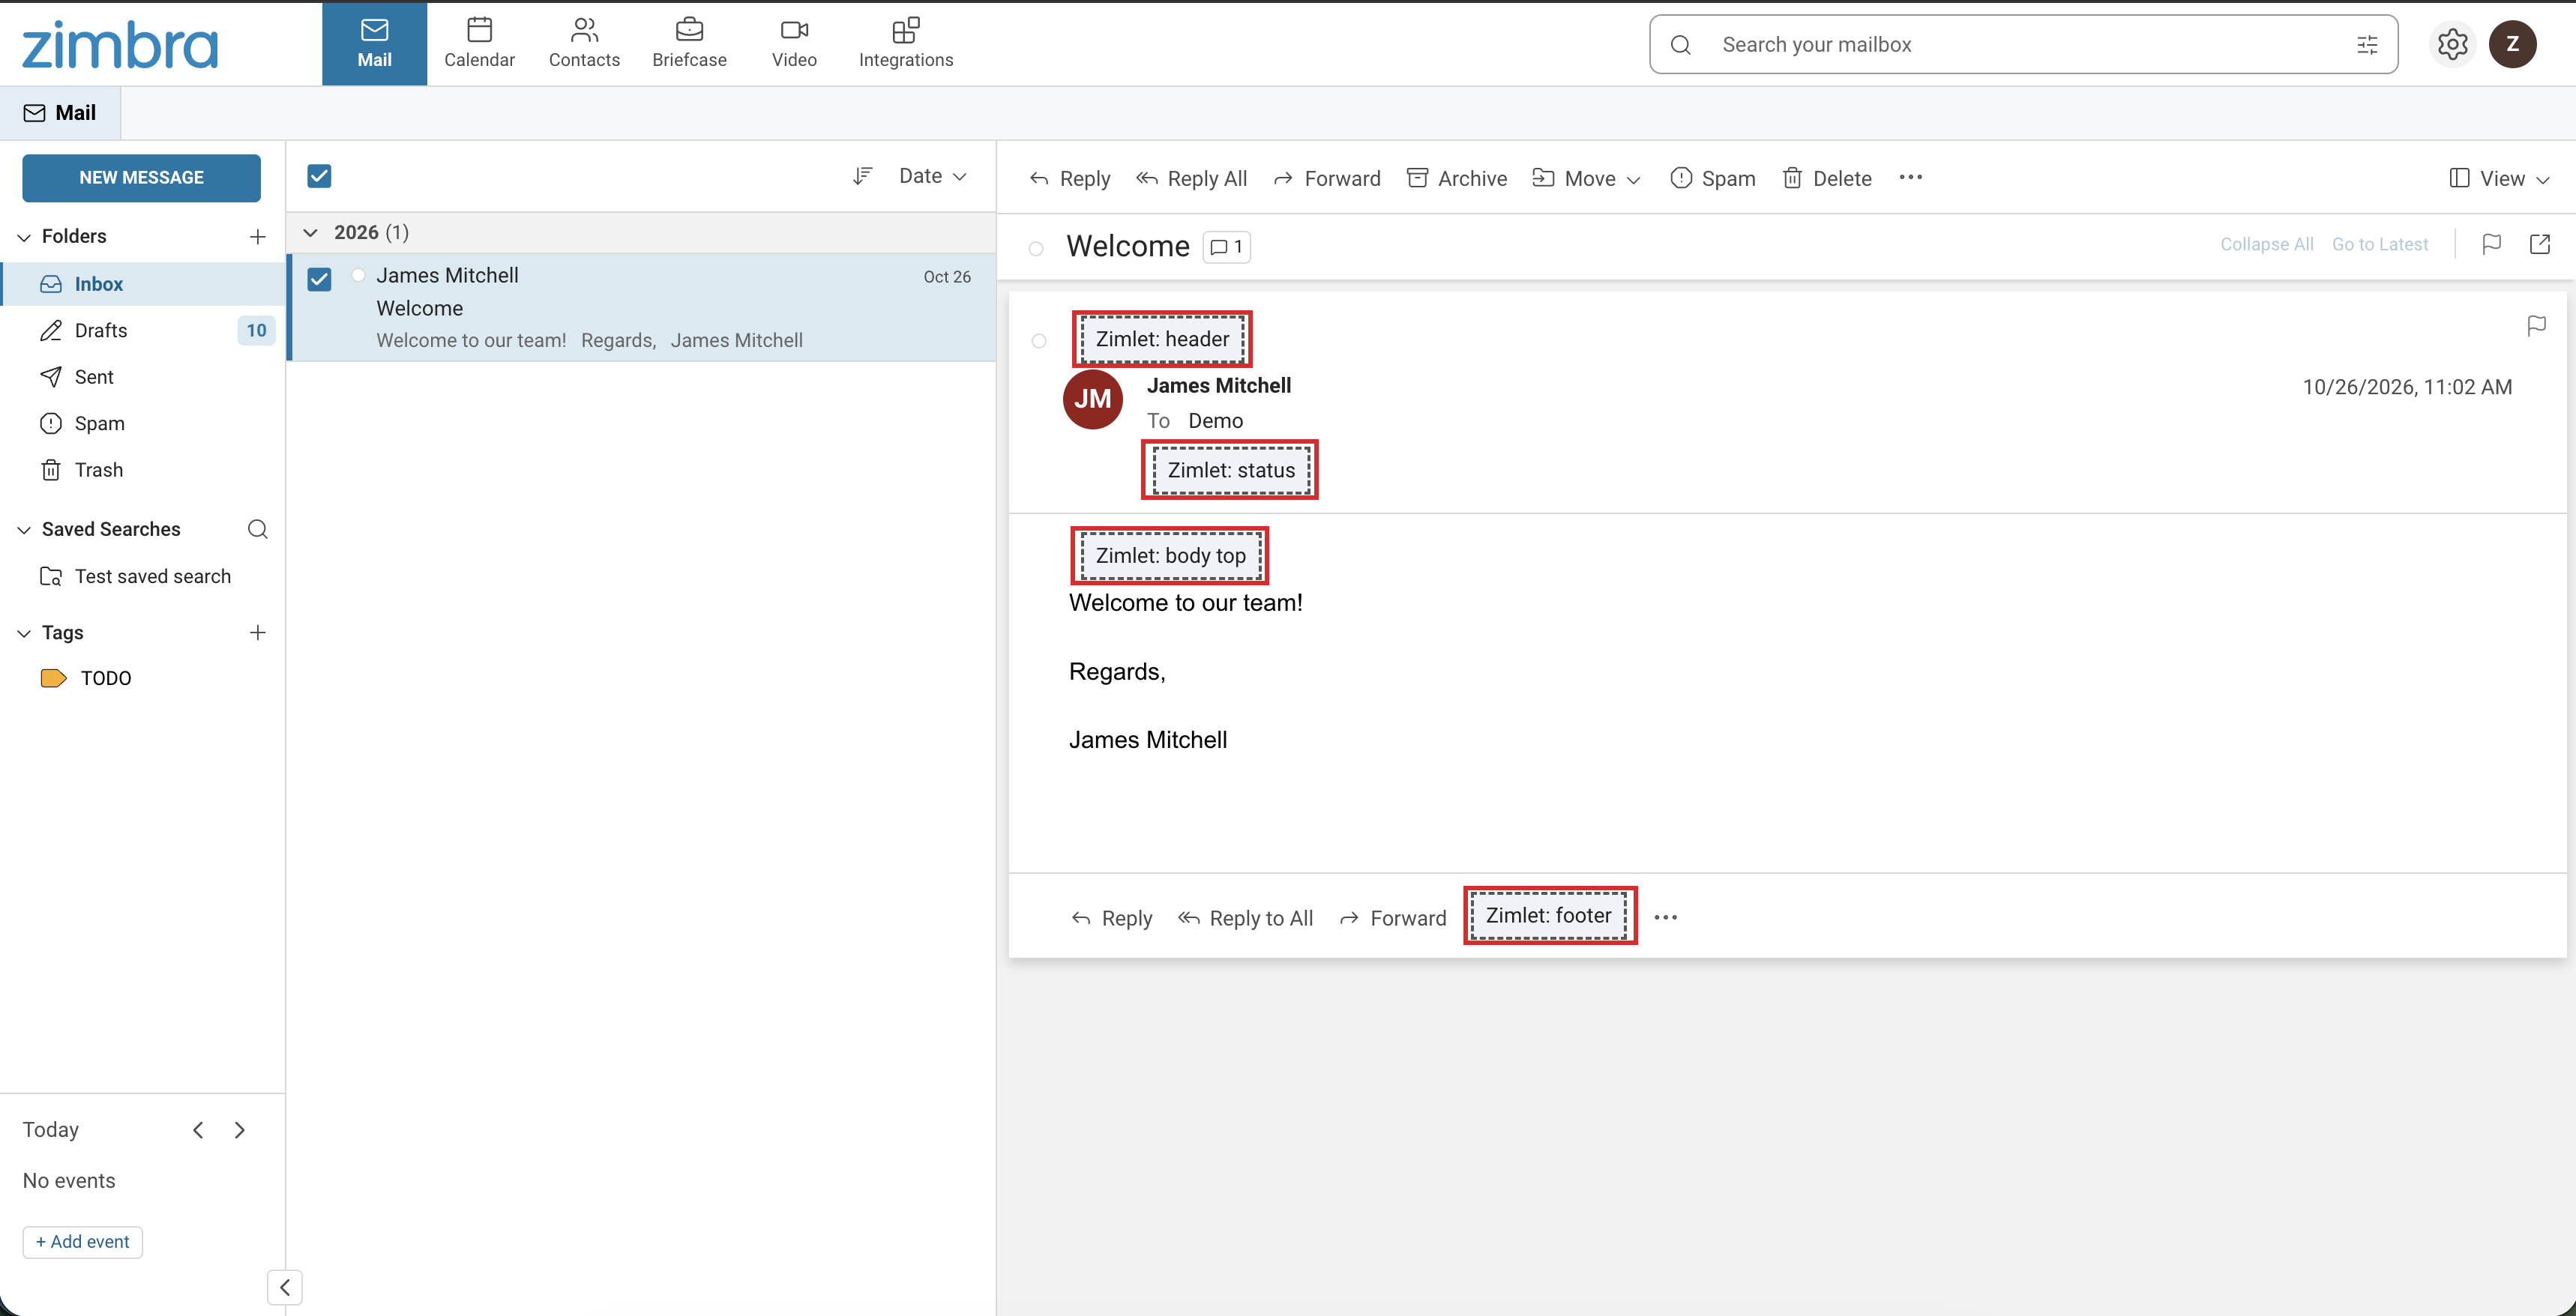 zimbra
Mail
Calendar
Contacts
Briefcase
Video
Integrations
Search your mailbox
Z
Mail
NEW MESSAGE
Folders
Inbox
Drafts 10
Sent
Spam
Trash
Saved Searches
Test saved search
Tags
TODO
Today
No events
+ Add event
Date
2026 (1)
James Mitchell Oct 26
Welcome
Welcome to our team! Regards, James Mitchell
Reply Reply All Forward Archive Move Spam Delete View
Welcome 1 Collapse All Go to Latest
Zimlet: header
JM James Mitchell 10/26/2026, 11:02 AM
To Demo
Zimlet: status
Zimlet: body top
Welcome to our team!
Regards,
James Mitchell
Reply Reply to All Forward Zimlet: footer